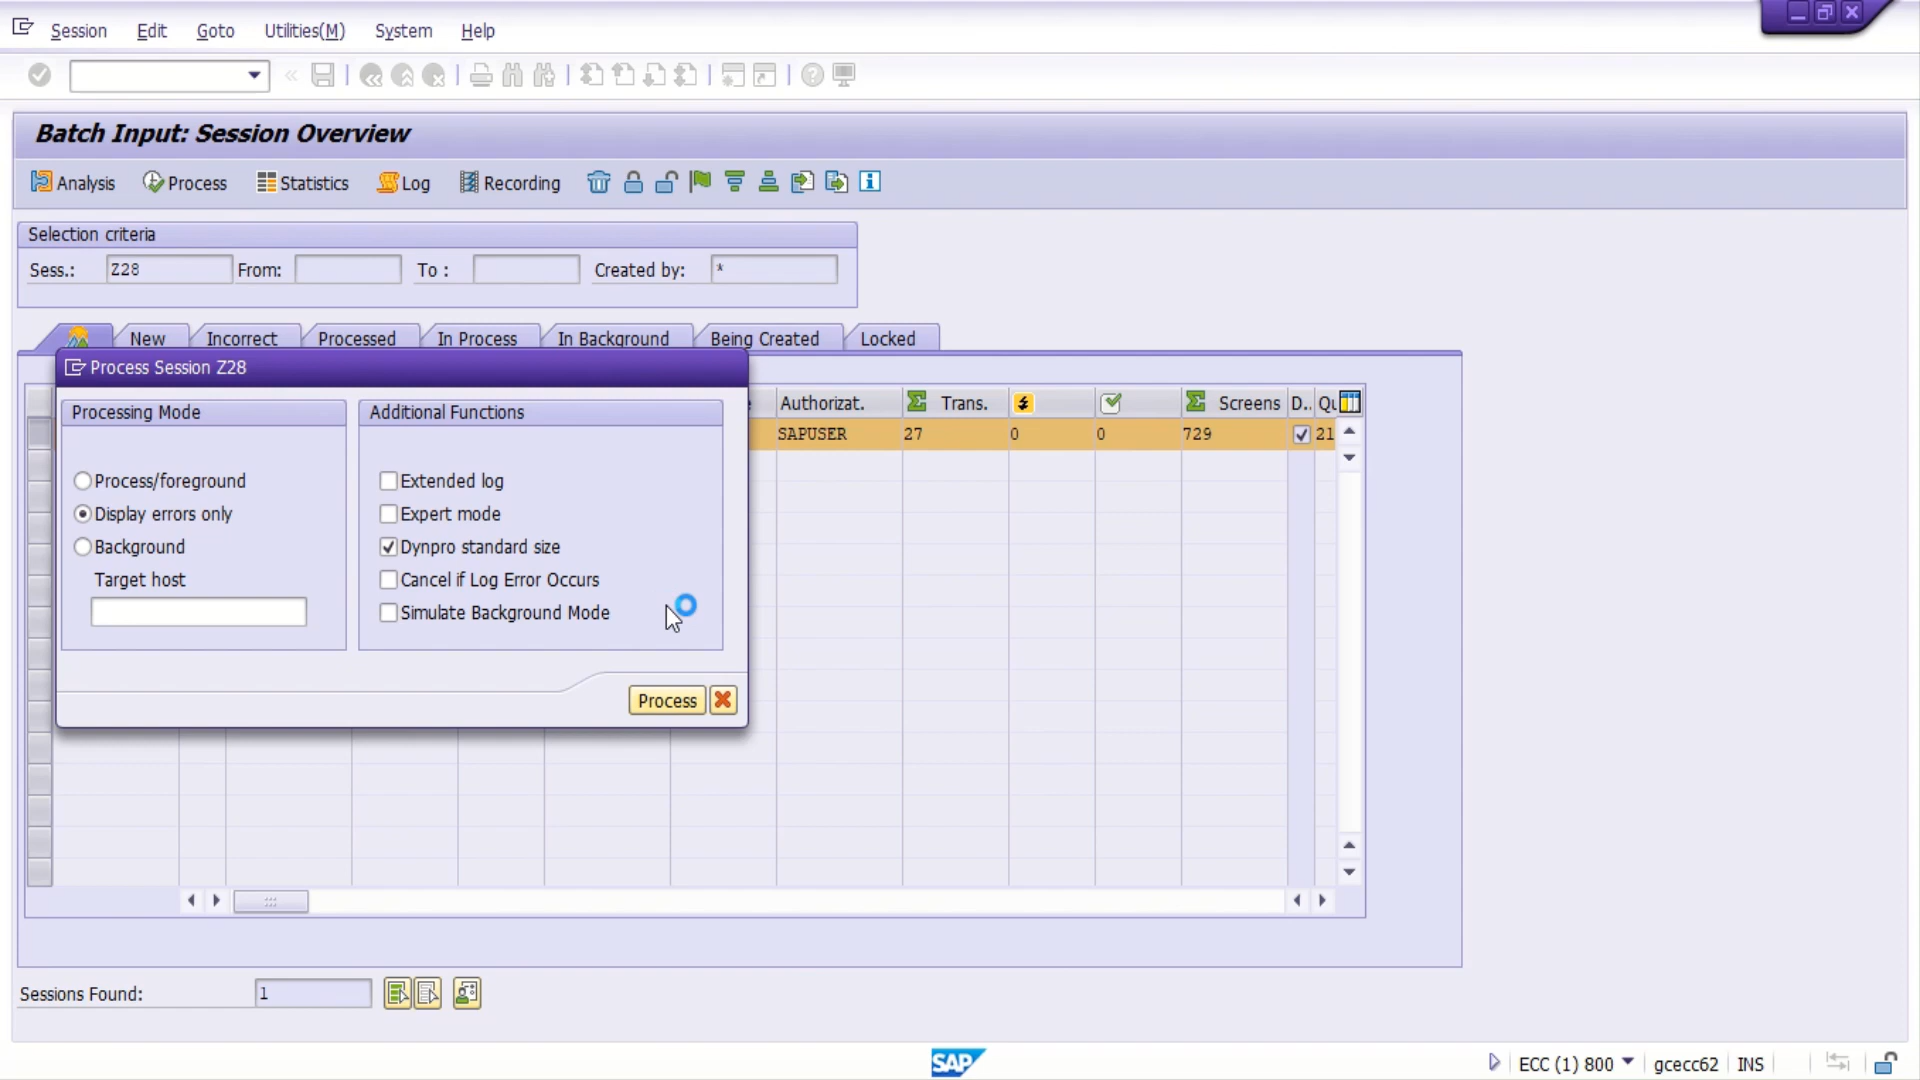 Session Edit Goto Utilities(M) System Help
Batch Input: Session Overview
Analysis Process Statistics Log Recording
Selection criteria
Sess.: Z28 From: To : Created by: *
New Incorrect Processed In Process In Background Being Created Locked
Process Session Z28
Processing Mode
Additional Functions
Process/foreground
Display errors only
Background
Target host
Extended log
Expert mode
Dynpro standard size
Cancel if Log Error Occurs
Simulate Background Mode
Process
Authorizat. Trans. Screens D..
SAPUSER 27 0 0 729 21
Sessions Found: 1
SAP
ECC (1) 800 gcecc62 INS